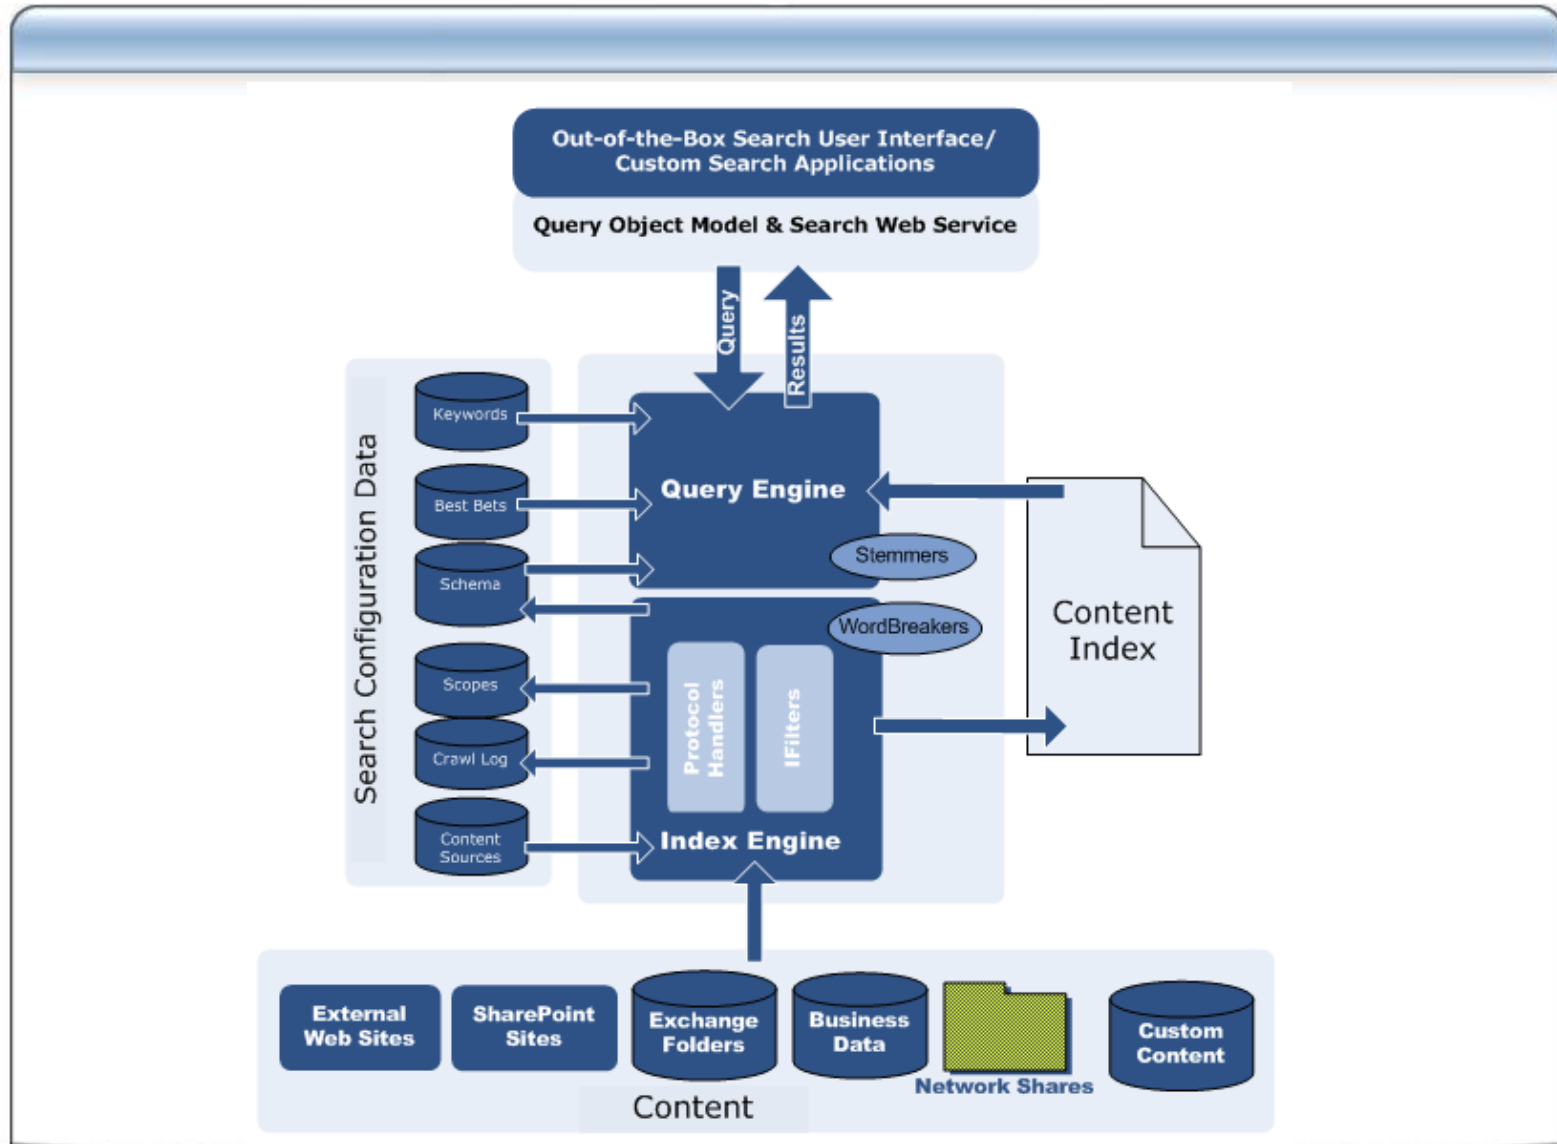 Out-of-the-Box Search User Interface/
Custom Search Applications
Query Object Model & Search Web Service
Query
Results
Search Configuration Data
Keywords
Best Bets
Schema
Scopes
Crawl Log
Content
Sources
Query Engine
Stemmers
WordBreakers
Protocol
Handlers
IFilters
Index Engine
Content
Index
External
Web Sites
SharePoint
Sites
Exchange
Folders
Business
Data
Network Shares
Custom
Content
Content